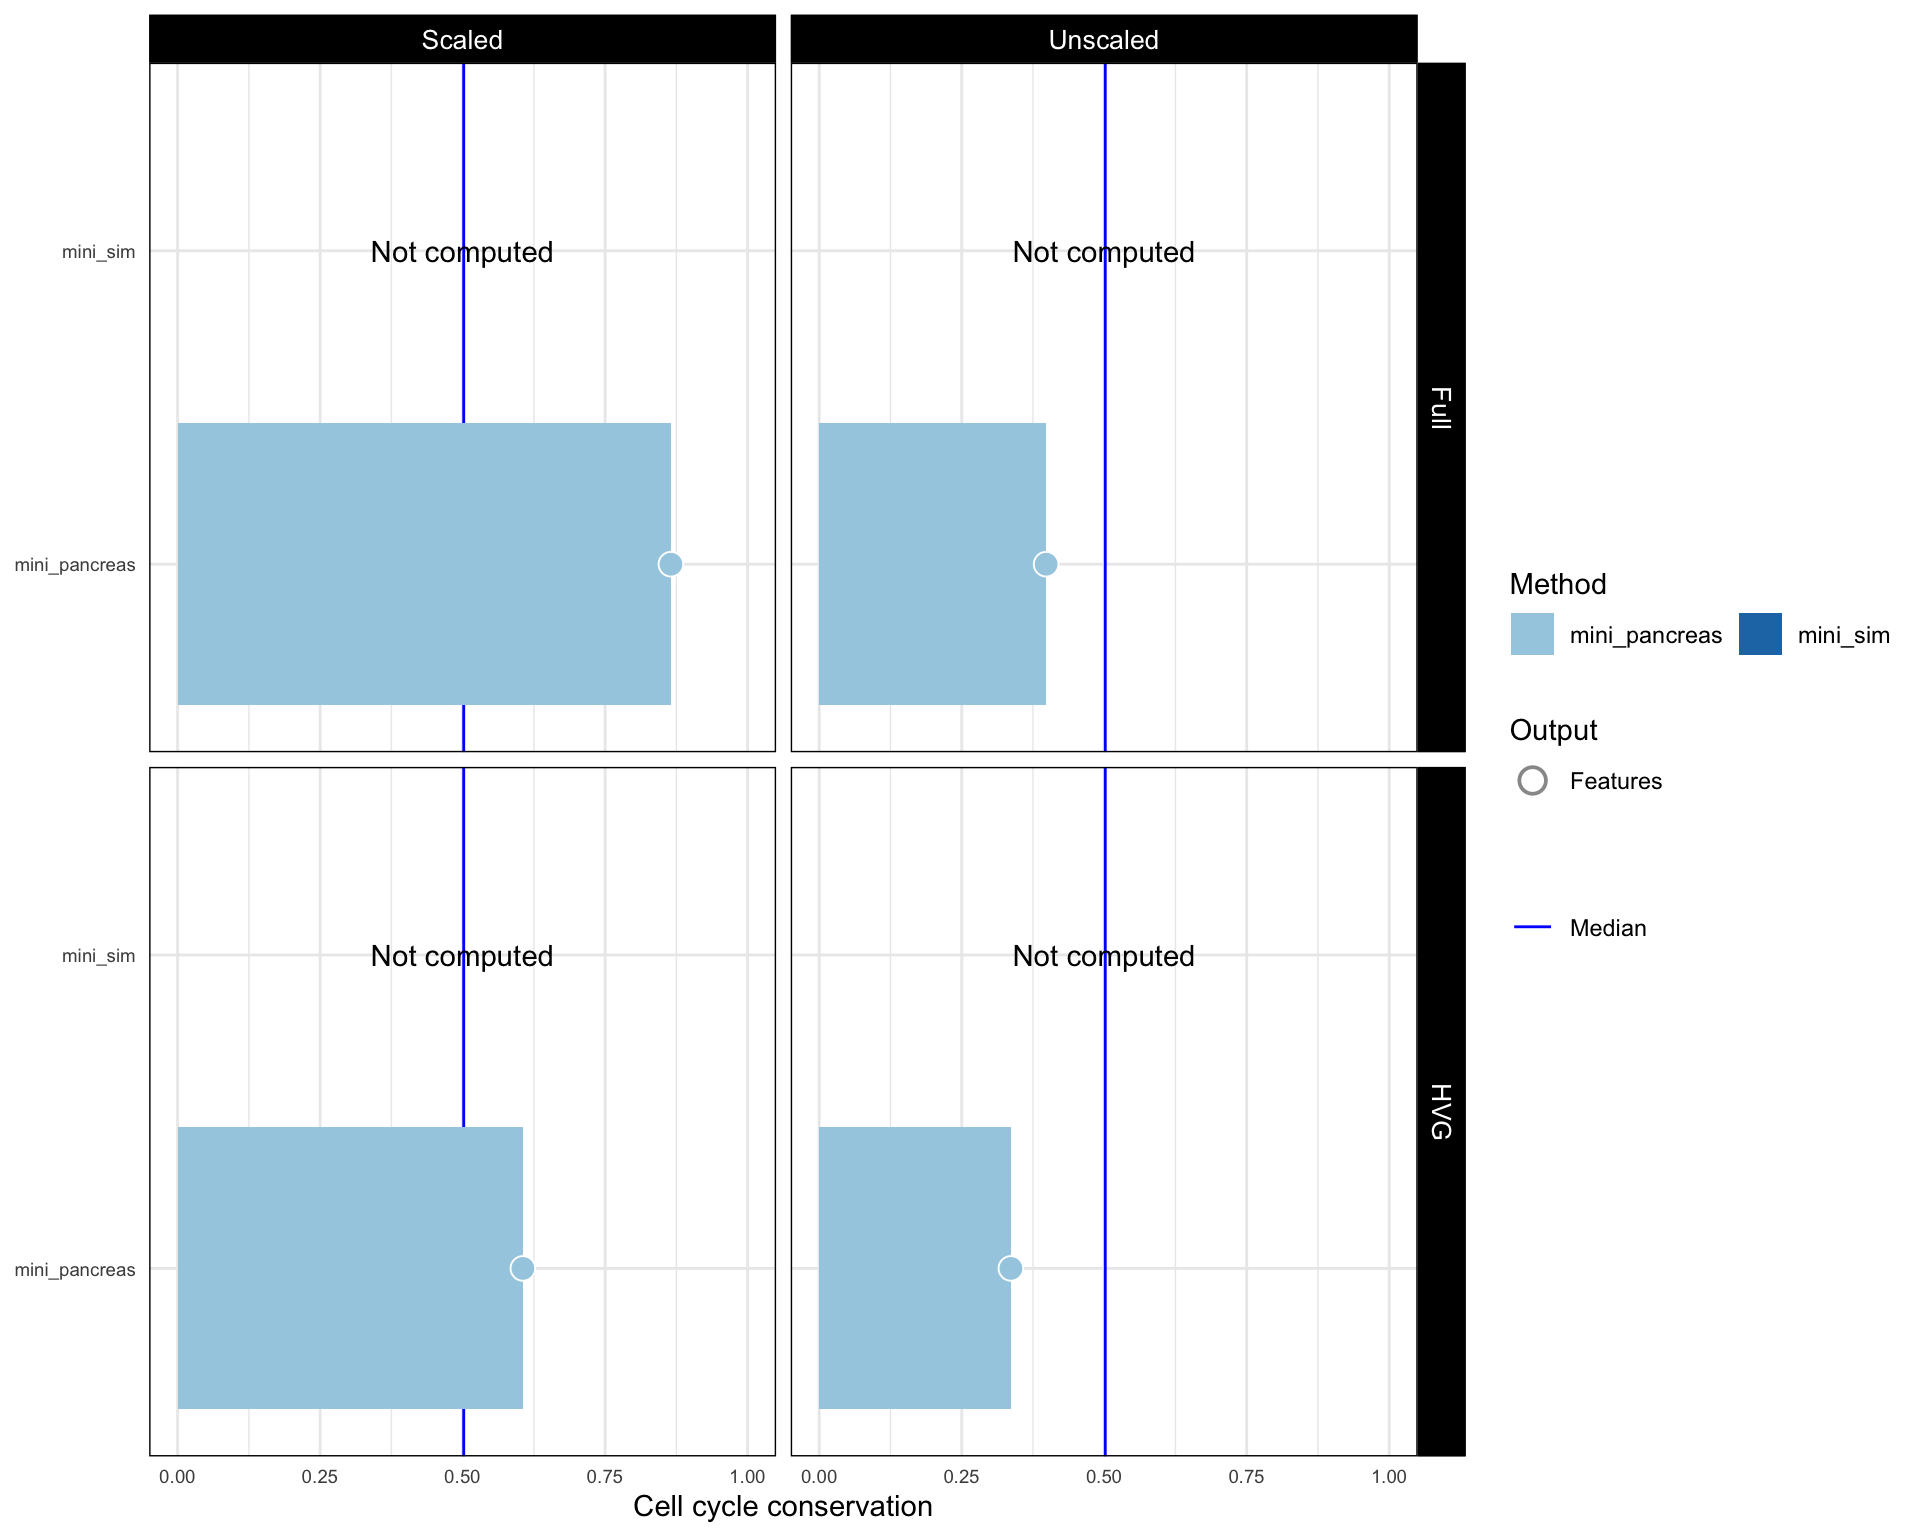 Scaled
Unscaled
Full
mini_sim
Not computed
Not computed
mini_pancreas
HVG
mini_sim
Not computed
Not computed
mini_pancreas
0.00 0.25 0.50 0.75 1.00
0.00 0.25 0.50 0.75 1.00
Cell cycle conservation
Method
mini_pancreas
mini_sim
Output
Features
Median